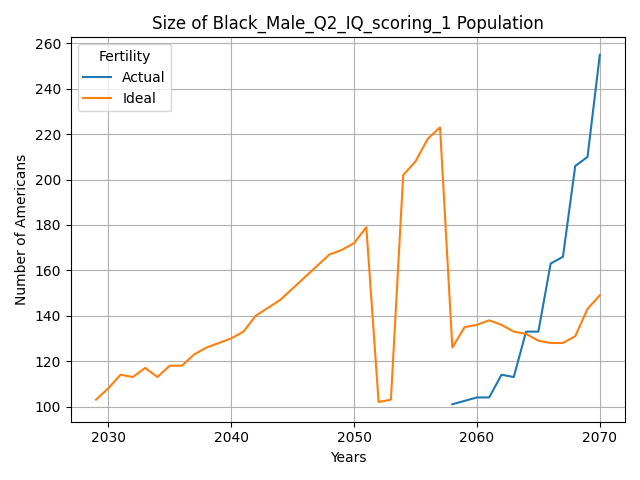 Size of Black_Male_Q2_IQ_scoring_1 Population
Fertility
Actual
Ideal
Number of Americans
260
240
220
200
180
160
140
120
100
2030 2040 2050 2060 2070
Years